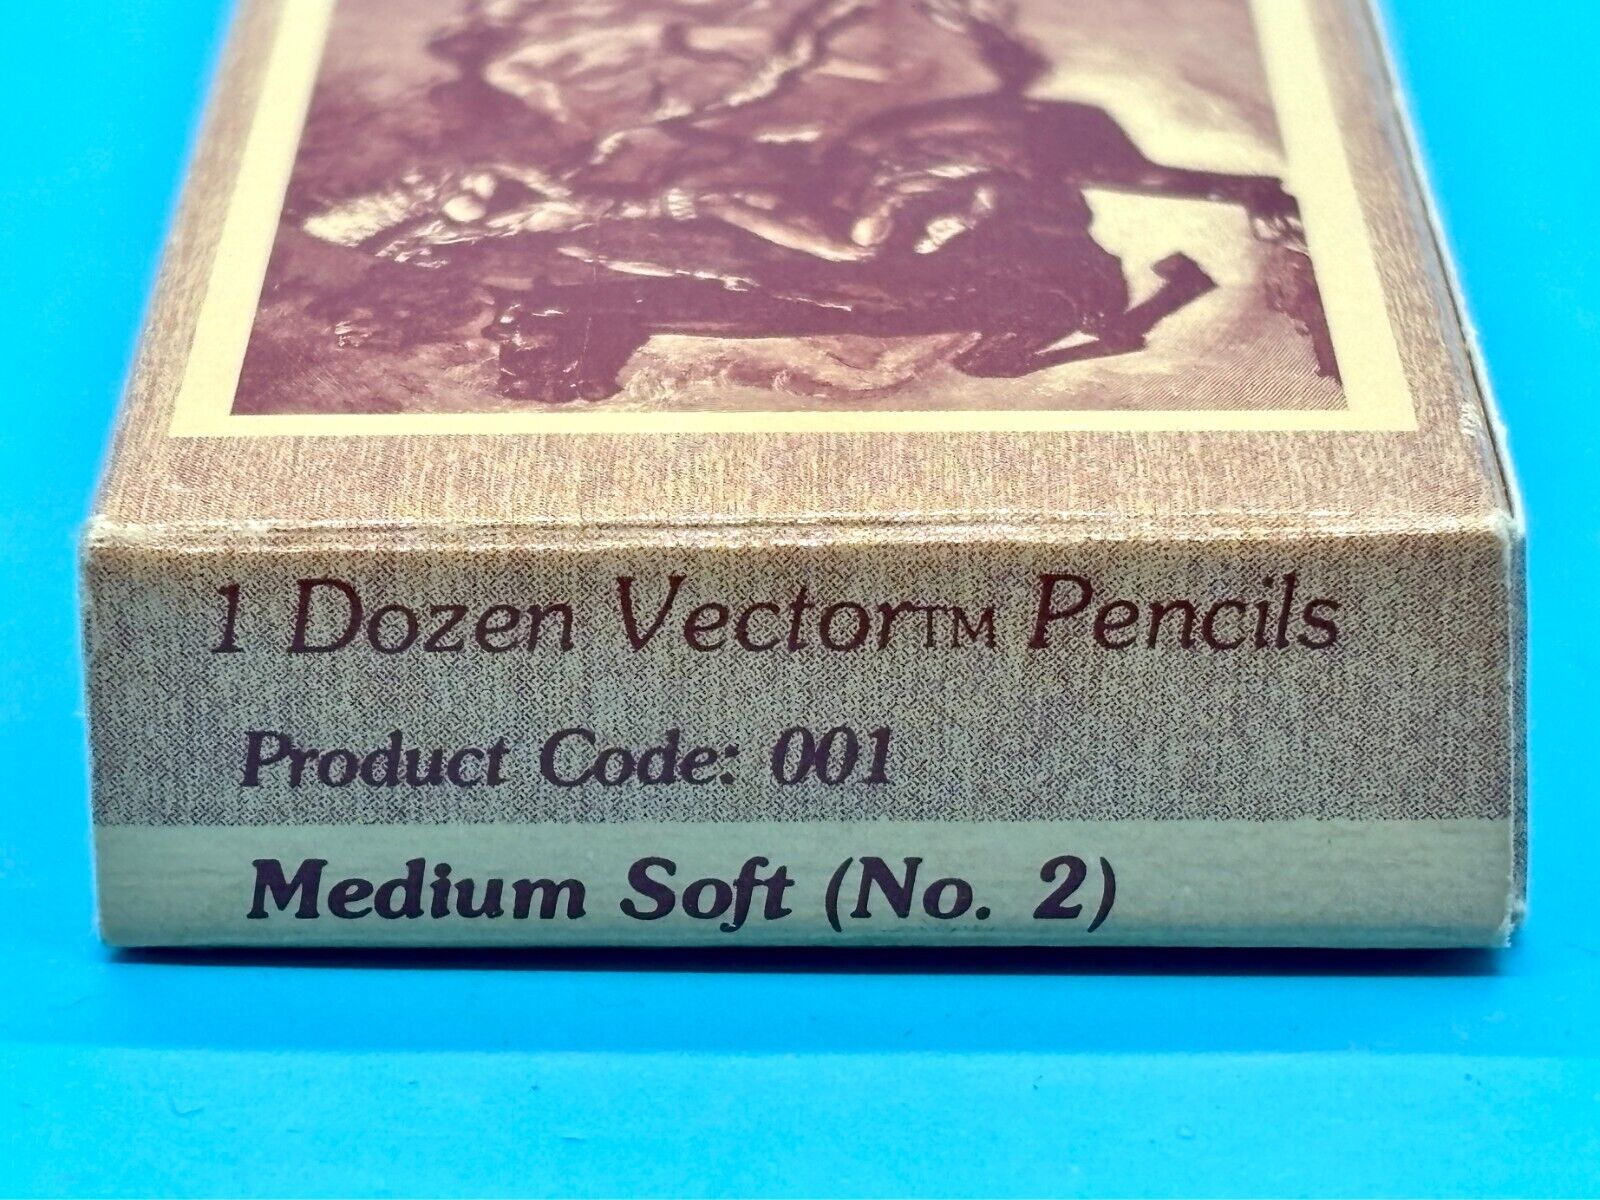 1 Dozen Vector™ Pencils
Product Code: 001
Medium Soft (No. 2)